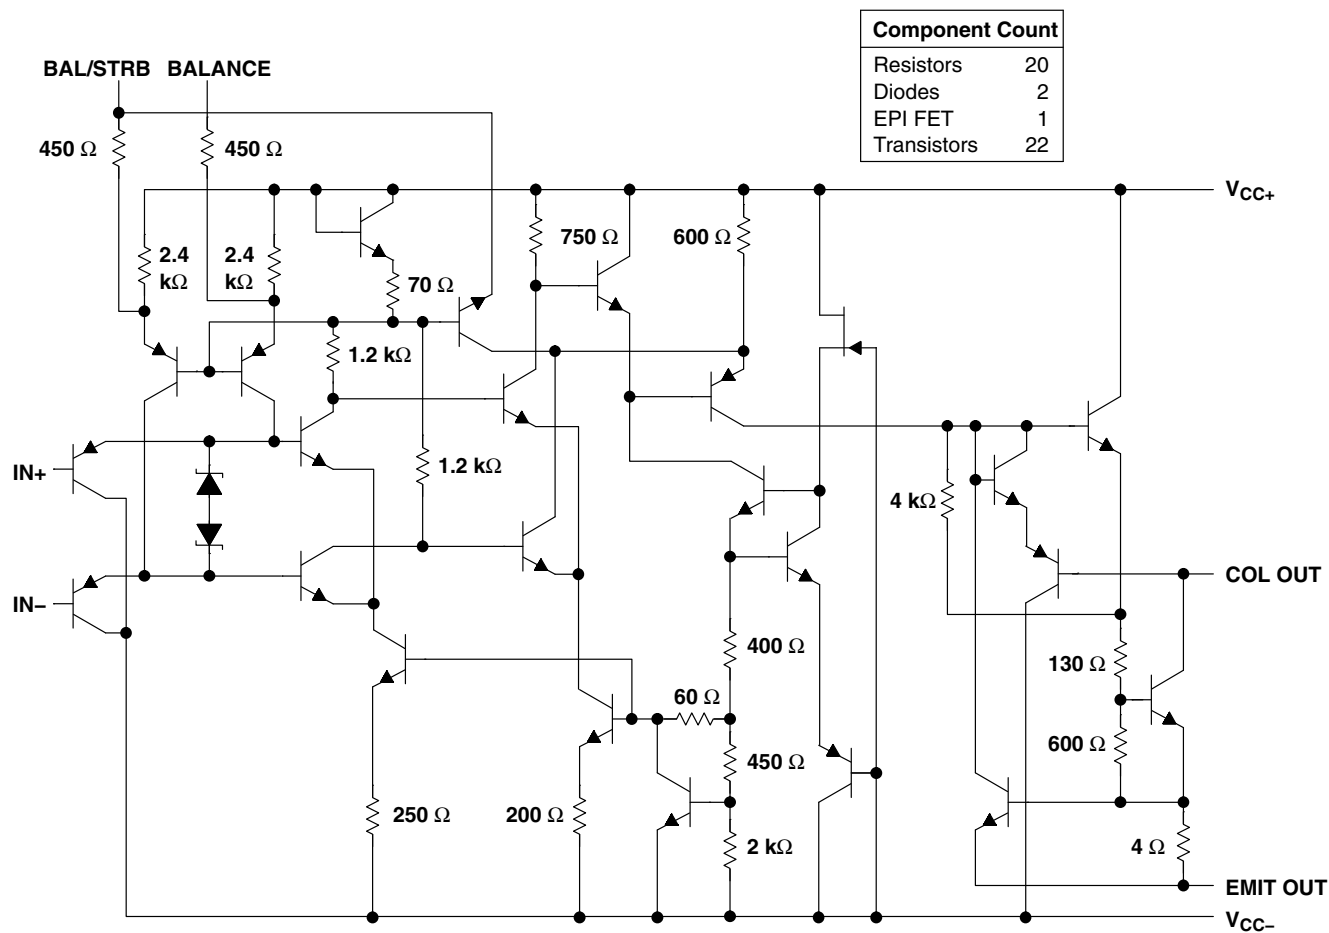 Component Count
Resistors 20
Diodes 2
EPI FET 1
Transistors 22
BAL/STRB BALANCE
450 Ω 450 Ω
V_CC+
2.4 kΩ
2.4 kΩ
70 Ω
750 Ω
600 Ω
1.2 kΩ
IN+
1.2 kΩ
4 kΩ
COL OUT
IN−
400 Ω
130 Ω
60 Ω
450 Ω
600 Ω
250 Ω
200 Ω
2 kΩ
4 Ω
EMIT OUT
V_CC−